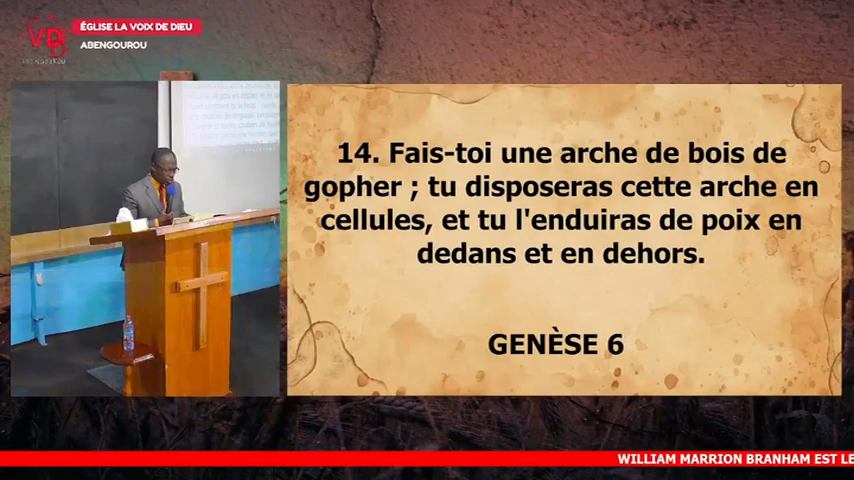 VDD
ABENGOUROU
ÉGLISE LA VOIX DE DIEU
ABENGOUROU
14. Fais-toi une arche de bois de
gopher ; tu disposeras cette arche en
cellules, et tu l'enduiras de poix en
dedans et en dehors.
GENÈSE 6
WILLIAM MARRION BRANHAM EST LE